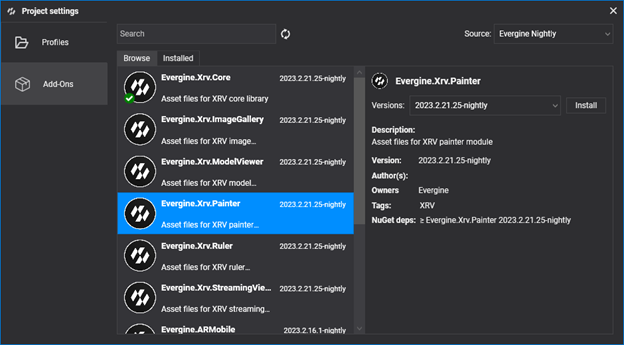 Project settings
Profiles
Add-Ons
Search
Source: Evergine Nightly
Browse Installed
Evergine.Xrv.Core 2023.2.21.25-nightly
Asset files for XRV core library
Evergine.Xrv.ImageGallery 2023.2.21.25-nightly
Asset files for XRV image...
Evergine.Xrv.ModelViewer 2023.2.21.25-nightly
Asset files for XRV model...
Evergine.Xrv.Painter 2023.2.21.25-nightly
Asset files for XRV painter...
Evergine.Xrv.Ruler 2023.2.21.25-nightly
Asset files for XRV ruler...
Evergine.Xrv.StreamingVie... 2023.2.21.25-nightly
Asset files for XRV streaming...
Evergine.ARMobile 2023.2.16.1-nightly
Evergine.Xrv.Painter
Versions: 2023.2.21.25-nightly Install
Description:
Asset files for XRV painter module
Version: 2023.2.21.25-nightly
Author(s):
Owners Evergine
Tags: XRV
NuGet deps: ≥ Evergine.Xrv.Painter 2023.2.21.25-nightly